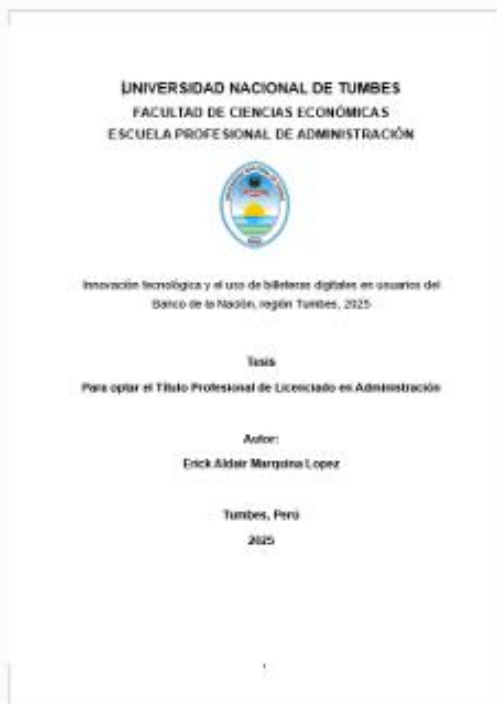 UNIVERSIDAD NACIONAL DE TUMBES
FACULTAD DE CIENCIAS ECONÓMICAS
ESCUELA PROFESIONAL DE ADMINISTRACIÓN
Innovación tecnológica y el uso de billeteras digitales en usuarios del
Banco de la Nación, región Tumbes, 2025
Tesis
Para optar el Título Profesional de Licenciado en Administración
Autor:
Erick Aldair Marquina Lopez
Tumbes, Perú
2025